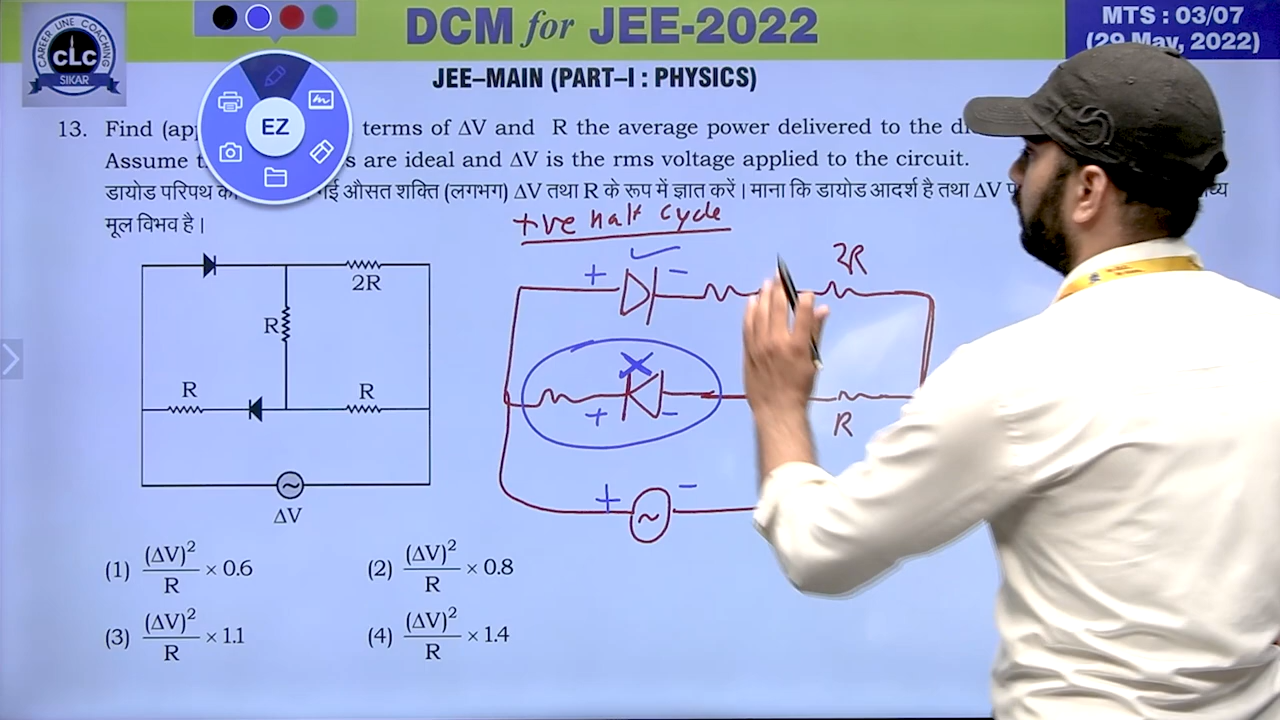 DCM for JEE-2022
MTS : 03/07
(29 May, 2022)
CAREER LINE COACHING
CLC
SIKAR
JEE–MAIN (PART–I : PHYSICS)
EZ
13. Find (app terms of ΔV and R the average power delivered to the di
Assume t s are ideal and ΔV is the rms voltage applied to the circuit.
डायोड परिपथ क गई औसत शक्ति (लगभग) ΔV तथा R के रूप में ज्ञात करें। माना कि डायोड आदर्श है तथा ΔV
मूल विभव है।
+ve half cycle
2R
R
R
R
ΔV
+ −
2R
+ −
R
+ −
(1) (ΔV)²/R × 0.6
(2) (ΔV)²/R × 0.8
(3) (ΔV)²/R × 1.1
(4) (ΔV)²/R × 1.4